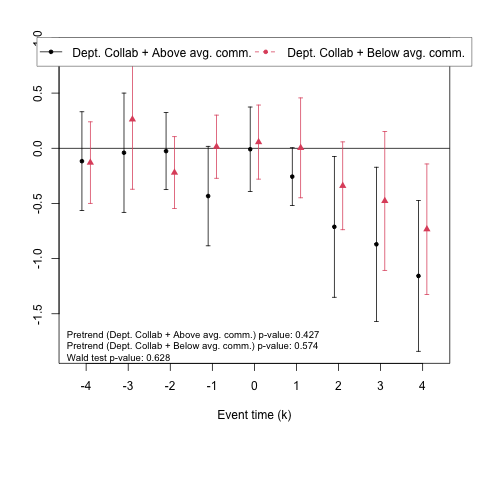 Dept. Collab + Above avg. comm. Dept. Collab + Below avg. comm.
0.5
0.0
-0.5
-1.0
-1.5
Pretrend (Dept. Collab + Above avg. comm.) p-value: 0.427
Pretrend (Dept. Collab + Below avg. comm.) p-value: 0.574
Wald test p-value: 0.628
-4 -3 -2 -1 0 1 2 3 4
Event time (k)